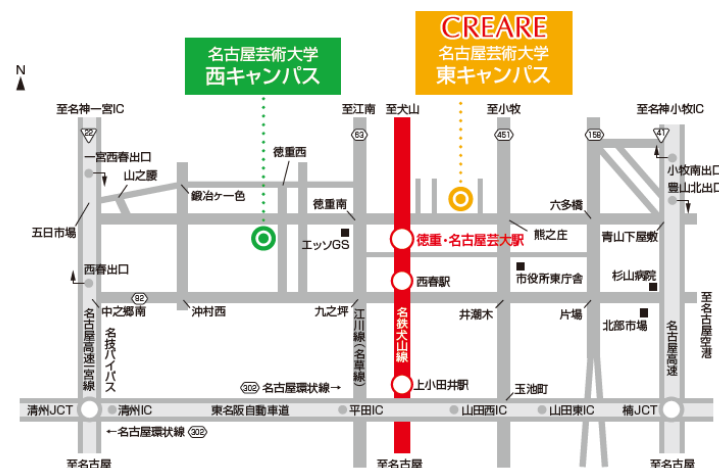 CREARE
名古屋芸術大学
東キャンパス
名古屋芸術大学
西キャンパス
N
至名神一宮IC
至江南
至犬山
至小牧
至名神小牧IC
22
63
451
158
41
一宮西春出口
山之腰
鍛冶ケ一色
徳重西
徳重南
六多橋
小牧南出口
豊山北出口
五日市場
エッソGS
徳重・名古屋芸大駅
熊之庄
青山下屋敷
西春出口
西春駅
市役所東庁舎
杉山病院
62
中之郷南
沖村西
九之坪
井瀬木
片場
北部市場
至名古屋空港
名古屋高速一宮線
名岐バイパス
江川線(名草線)
名鉄犬山線
名古屋高速
302 名古屋環状線→
上小田井駅
玉池町
清州JCT
清州IC
東名阪自動車道
平田IC
山田西IC
山田東IC
楠JCT
←名古屋環状線 302
至名古屋
至名古屋
至名古屋